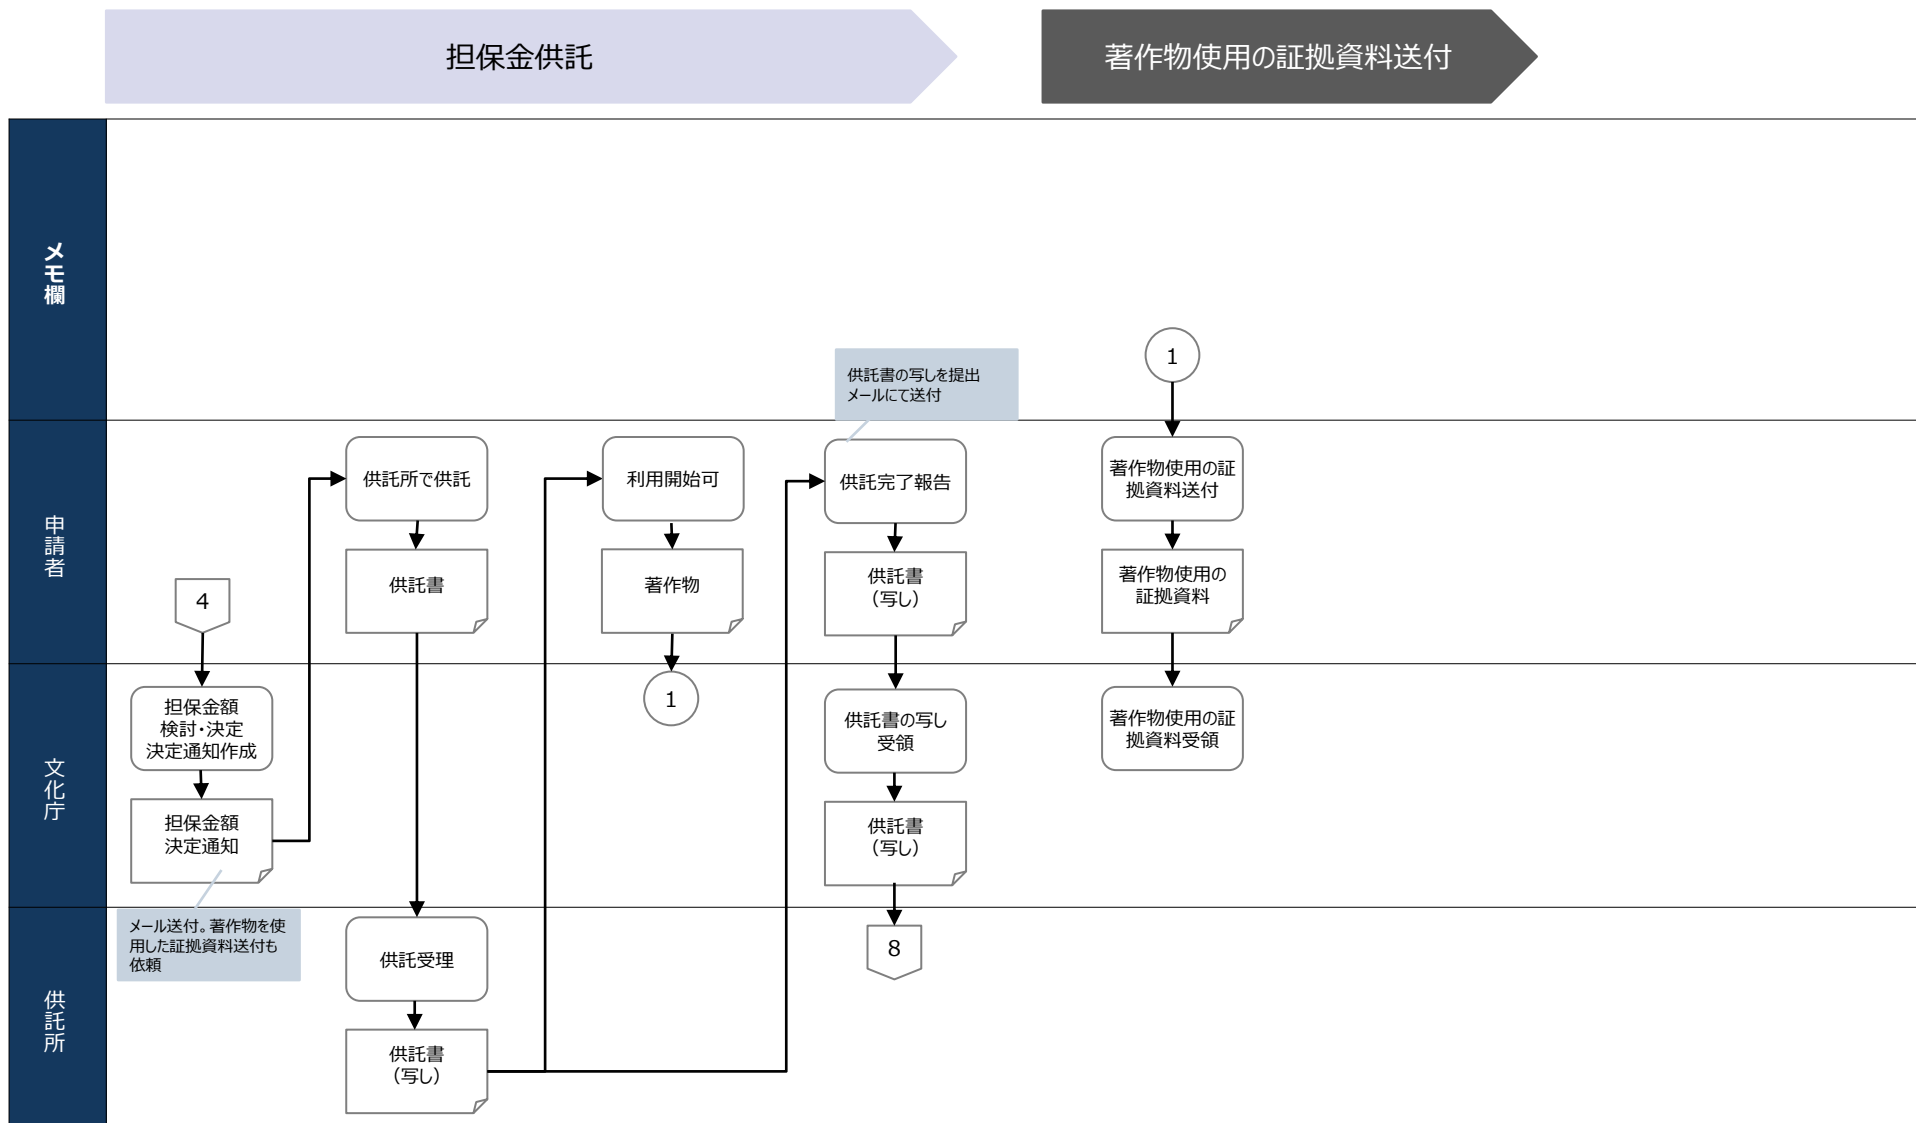 担保金供託
著作物使用の証拠資料送付
メモ欄
1
供託書の写しを提出
メールにて送付
申請者
供託所で供託
利用開始可
供託完了報告
著作物使用の証
拠資料送付
供託書
著作物
供託書
（写し）
著作物使用の
証拠資料
4
文化庁
担保金額
検討・決定
決定通知作成
1
供託書の写し
受領
著作物使用の証
拠資料受領
担保金額
決定通知
供託書
（写し）
メール送付。著作物を使
用した証拠資料送付も
依頼
供託所
供託受理
8
供託書
（写し）